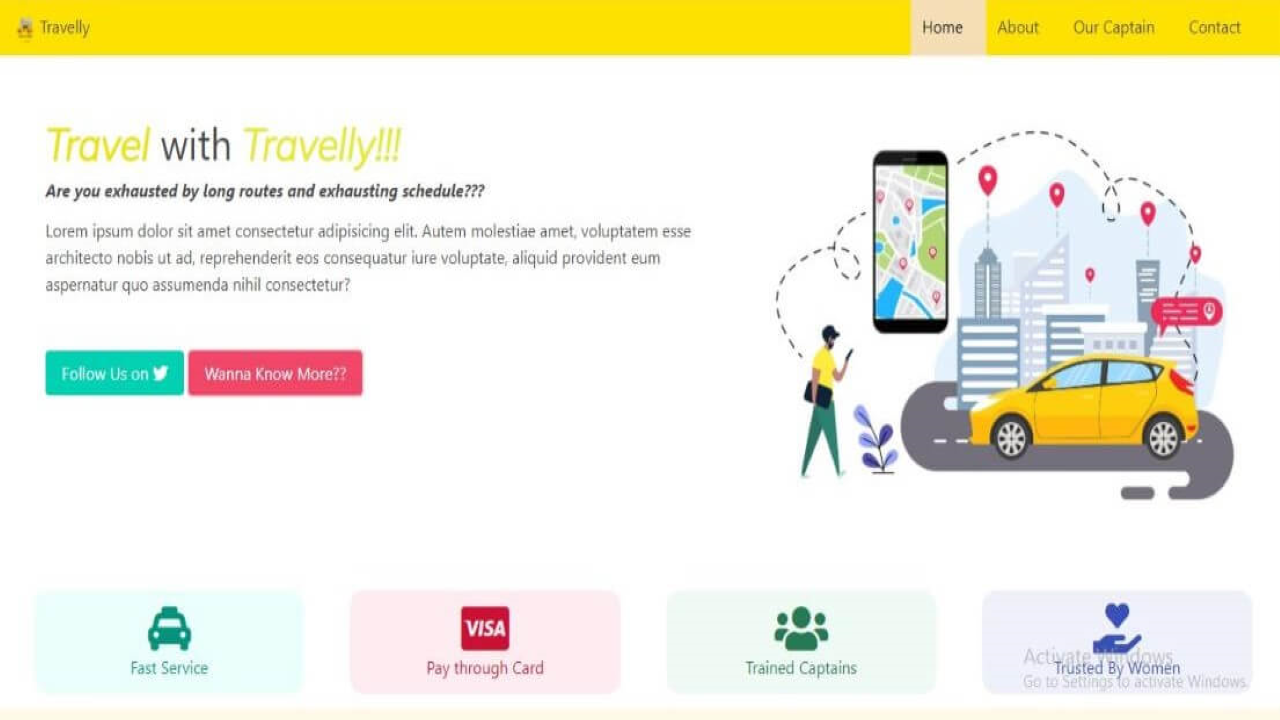 Travelly
Home
About
Our Captain
Contact
Travel with Travelly!!!
Are you exhausted by long routes and exhausting schedule???
Lorem ipsum dolor sit amet consectetur adipisicing elit. Autem molestiae amet, voluptatem esse
architecto nobis ut ad, reprehenderit eos consequatur iure voluptate, aliquid provident eum
aspernatur quo assumenda nihil consectetur?
Follow Us on
Wanna Know More??
VISA
Fast Service
Pay through Card
Trained Captains
Trusted By Women
Activate Windows
Go to Settings to activate Windows.